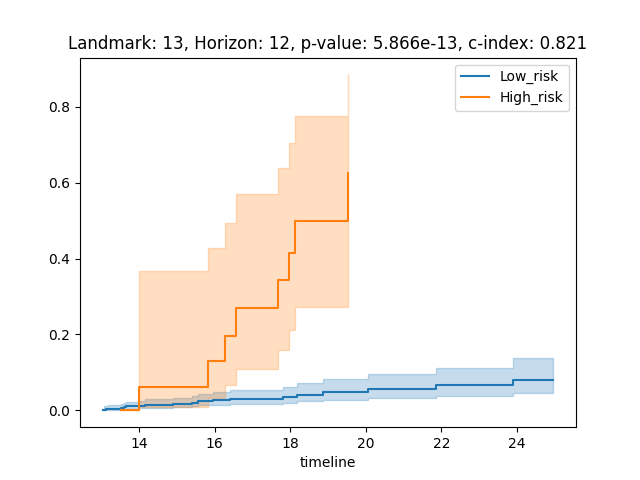 Landmark: 13, Horizon: 12, p-value: 5.866e-13, c-index: 0.821
Low_risk
High_risk
0.8
0.6
0.4
0.2
0.0
14 16 18 20 22 24
timeline